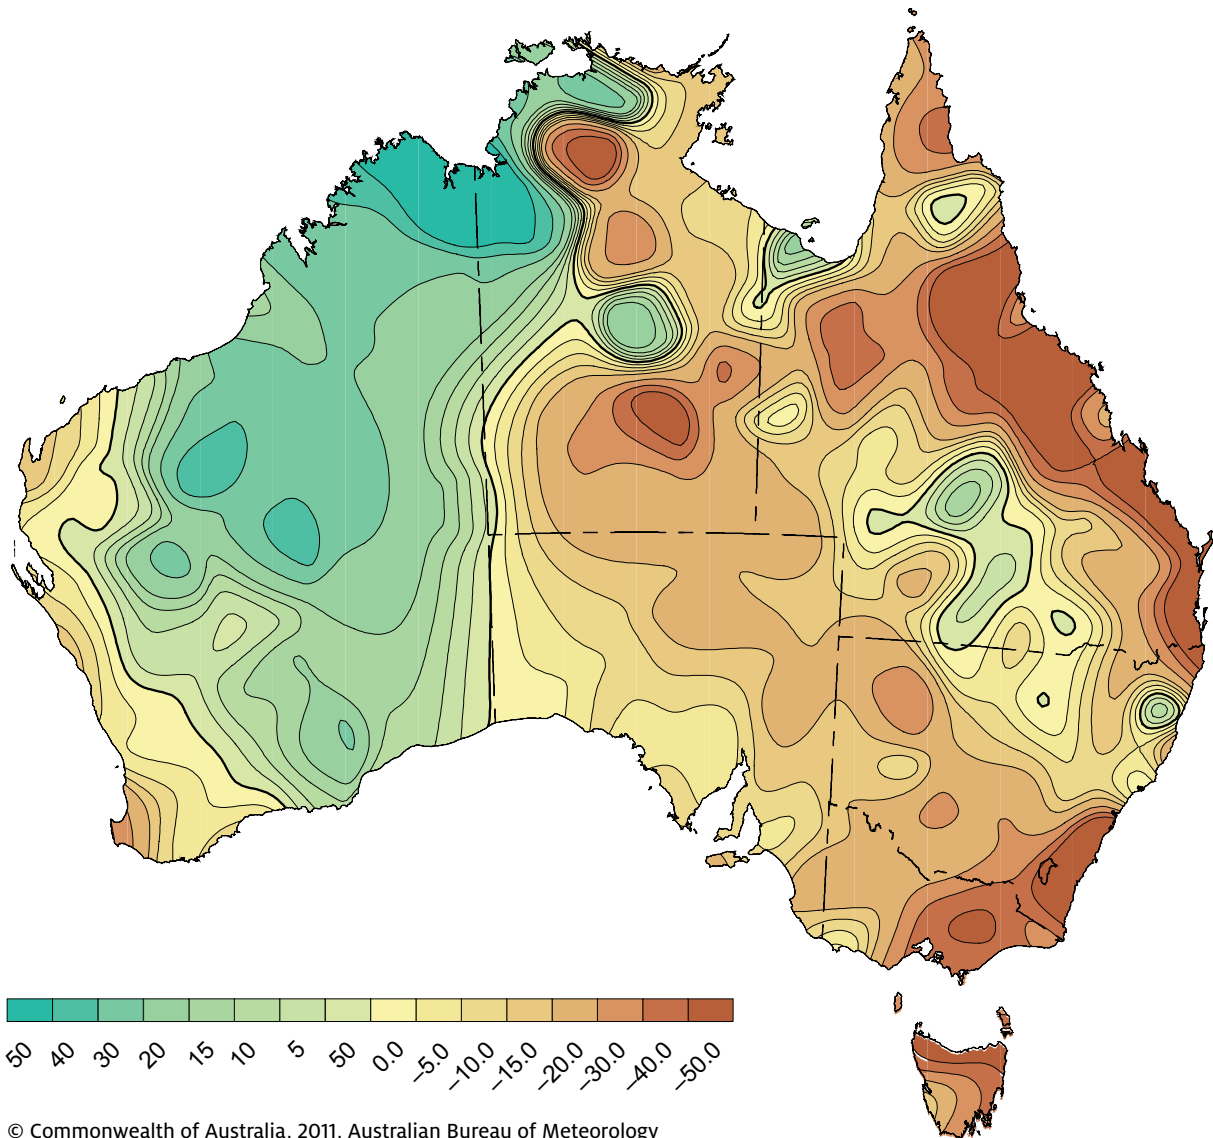 50 40 30 20 15 10 5 50 0.0 –5.0 –10.0 –15.0 –20.0 –30.0 –40.0 –50.0
© Commonwealth of Australia, 2011, Australian Bureau of Meteorology